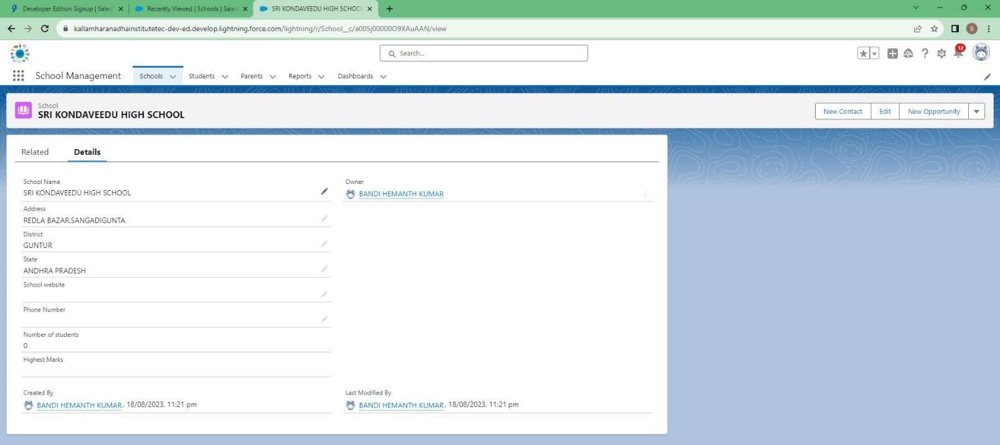 Developer Edition Signup | Salesf
Recently Viewed | Schools | Sales
SRI KONDAVEEDU HIGH SCHOO
kallamharanadhainstitutetec-dev-ed.develop.lightning.force.com/lightning/r/School__c/a005j00000O9XAuAAN/view
S
Search...
12
School Management
Schools
Students
Parents
Reports
Dashboards
School
SRI KONDAVEEDU HIGH SCHOOL
New Contact
Edit
New Opportunity
Related
Details
School Name
SRI KONDAVEEDU HIGH SCHOOL
Owner
BANDI HEMANTH KUMAR
Address
REDLA BAZAR,SANGADIGUNTA
District
GUNTUR
State
ANDHRA PRADESH
School website
Phone Number
Number of students
0
Highest Marks
Created By
BANDI HEMANTH KUMAR, 18/08/2023, 11:21 pm
Last Modified By
BANDI HEMANTH KUMAR, 18/08/2023, 11:21 pm